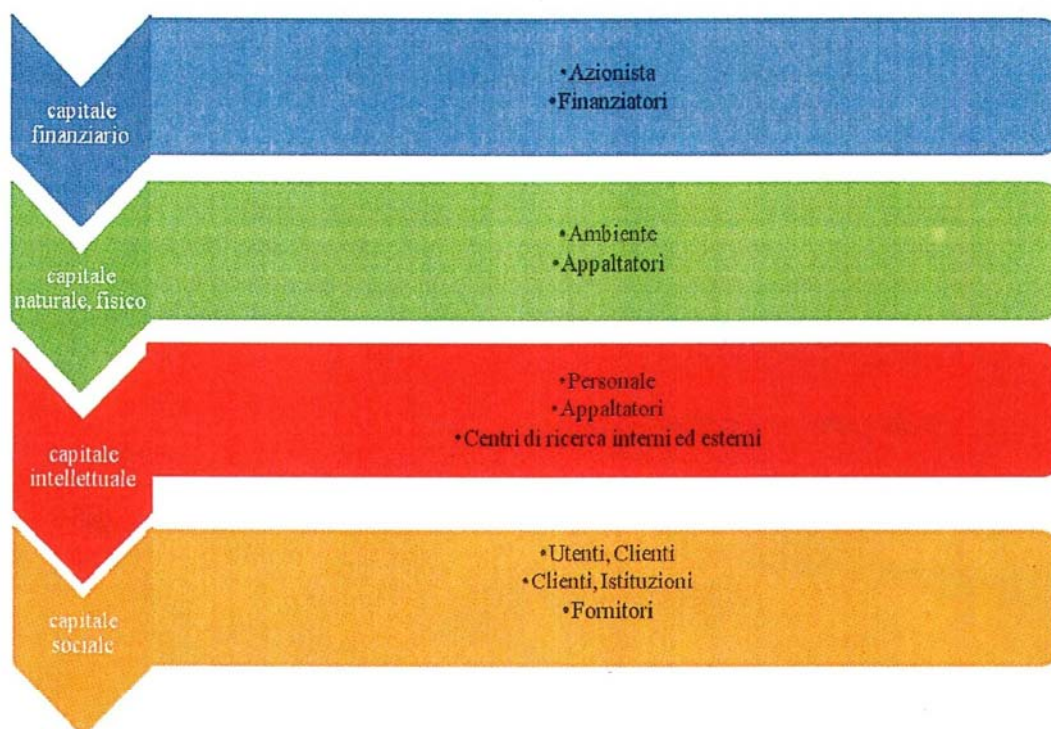 capitale
finanziario
•Azionista
•Finanziatori
capitale
naturale, fisico
•Ambiente
•Appaltatori
capitale
intellettuale
•Personale
•Appaltatori
•Centri di ricerca interni ed esterni
capitale
sociale
•Utenti, Clienti
•Clienti, Istituzioni
•Fornitori